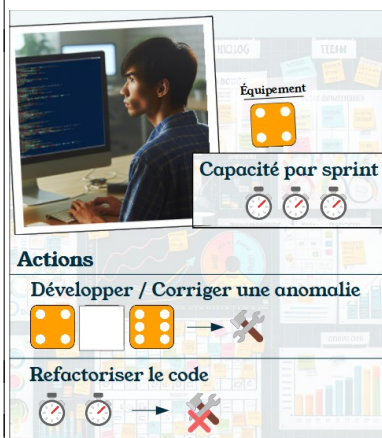 Équipement
Capacité par sprint
Actions
Développer / Corriger une anomalie
Refactoriser le code